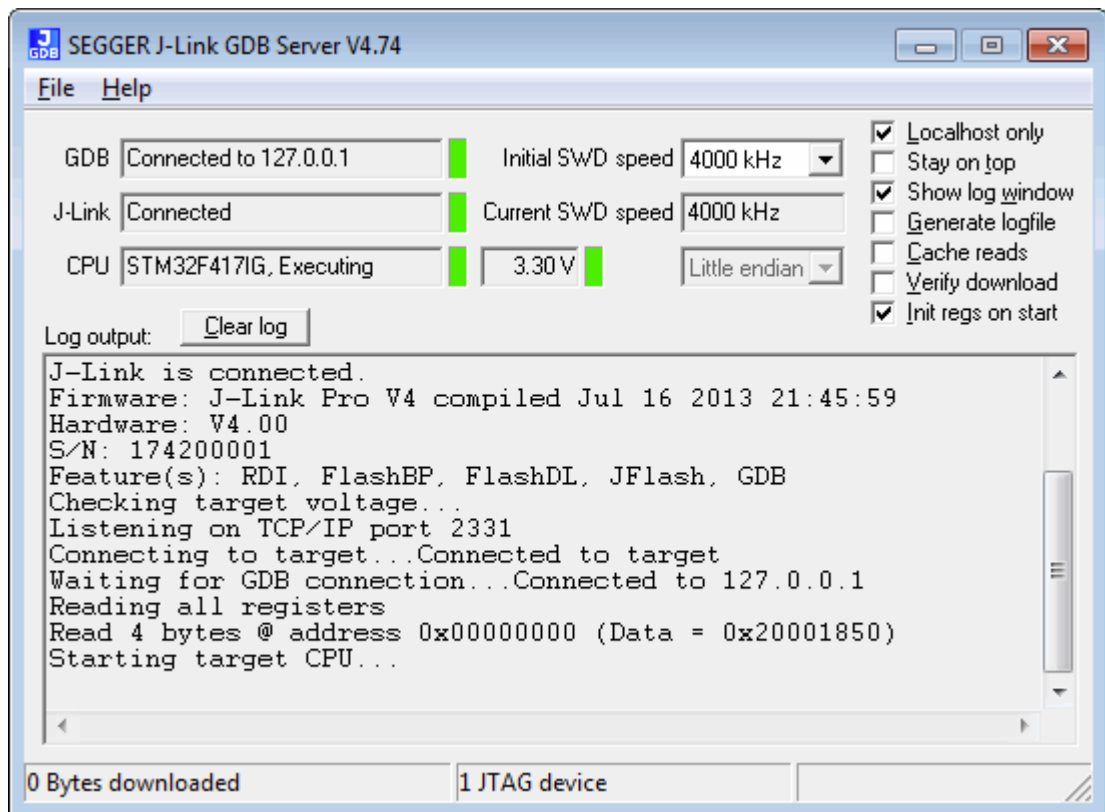 J GDB SEGGER J-Link GDB Server V4.74
File Help
GDB Connected to 127.0.0.1 Initial SWD speed 4000 kHz
J-Link Connected Current SWD speed 4000 kHz
CPU STM32F417IG, Executing 3.30 V Little endian
Localhost only
Stay on top
Show log window
Generate logfile
Cache reads
Verify download
Init regs on start
Log output: Clear log
J-Link is connected.
Firmware: J-Link Pro V4 compiled Jul 16 2013 21:45:59
Hardware: V4.00
S/N: 174200001
Feature(s): RDI, FlashBP, FlashDL, JFlash, GDB
Checking target voltage...
Listening on TCP/IP port 2331
Connecting to target...Connected to target
Waiting for GDB connection...Connected to 127.0.0.1
Reading all registers
Read 4 bytes @ address 0x00000000 (Data = 0x20001850)
Starting target CPU...
0 Bytes downloaded 1 JTAG device